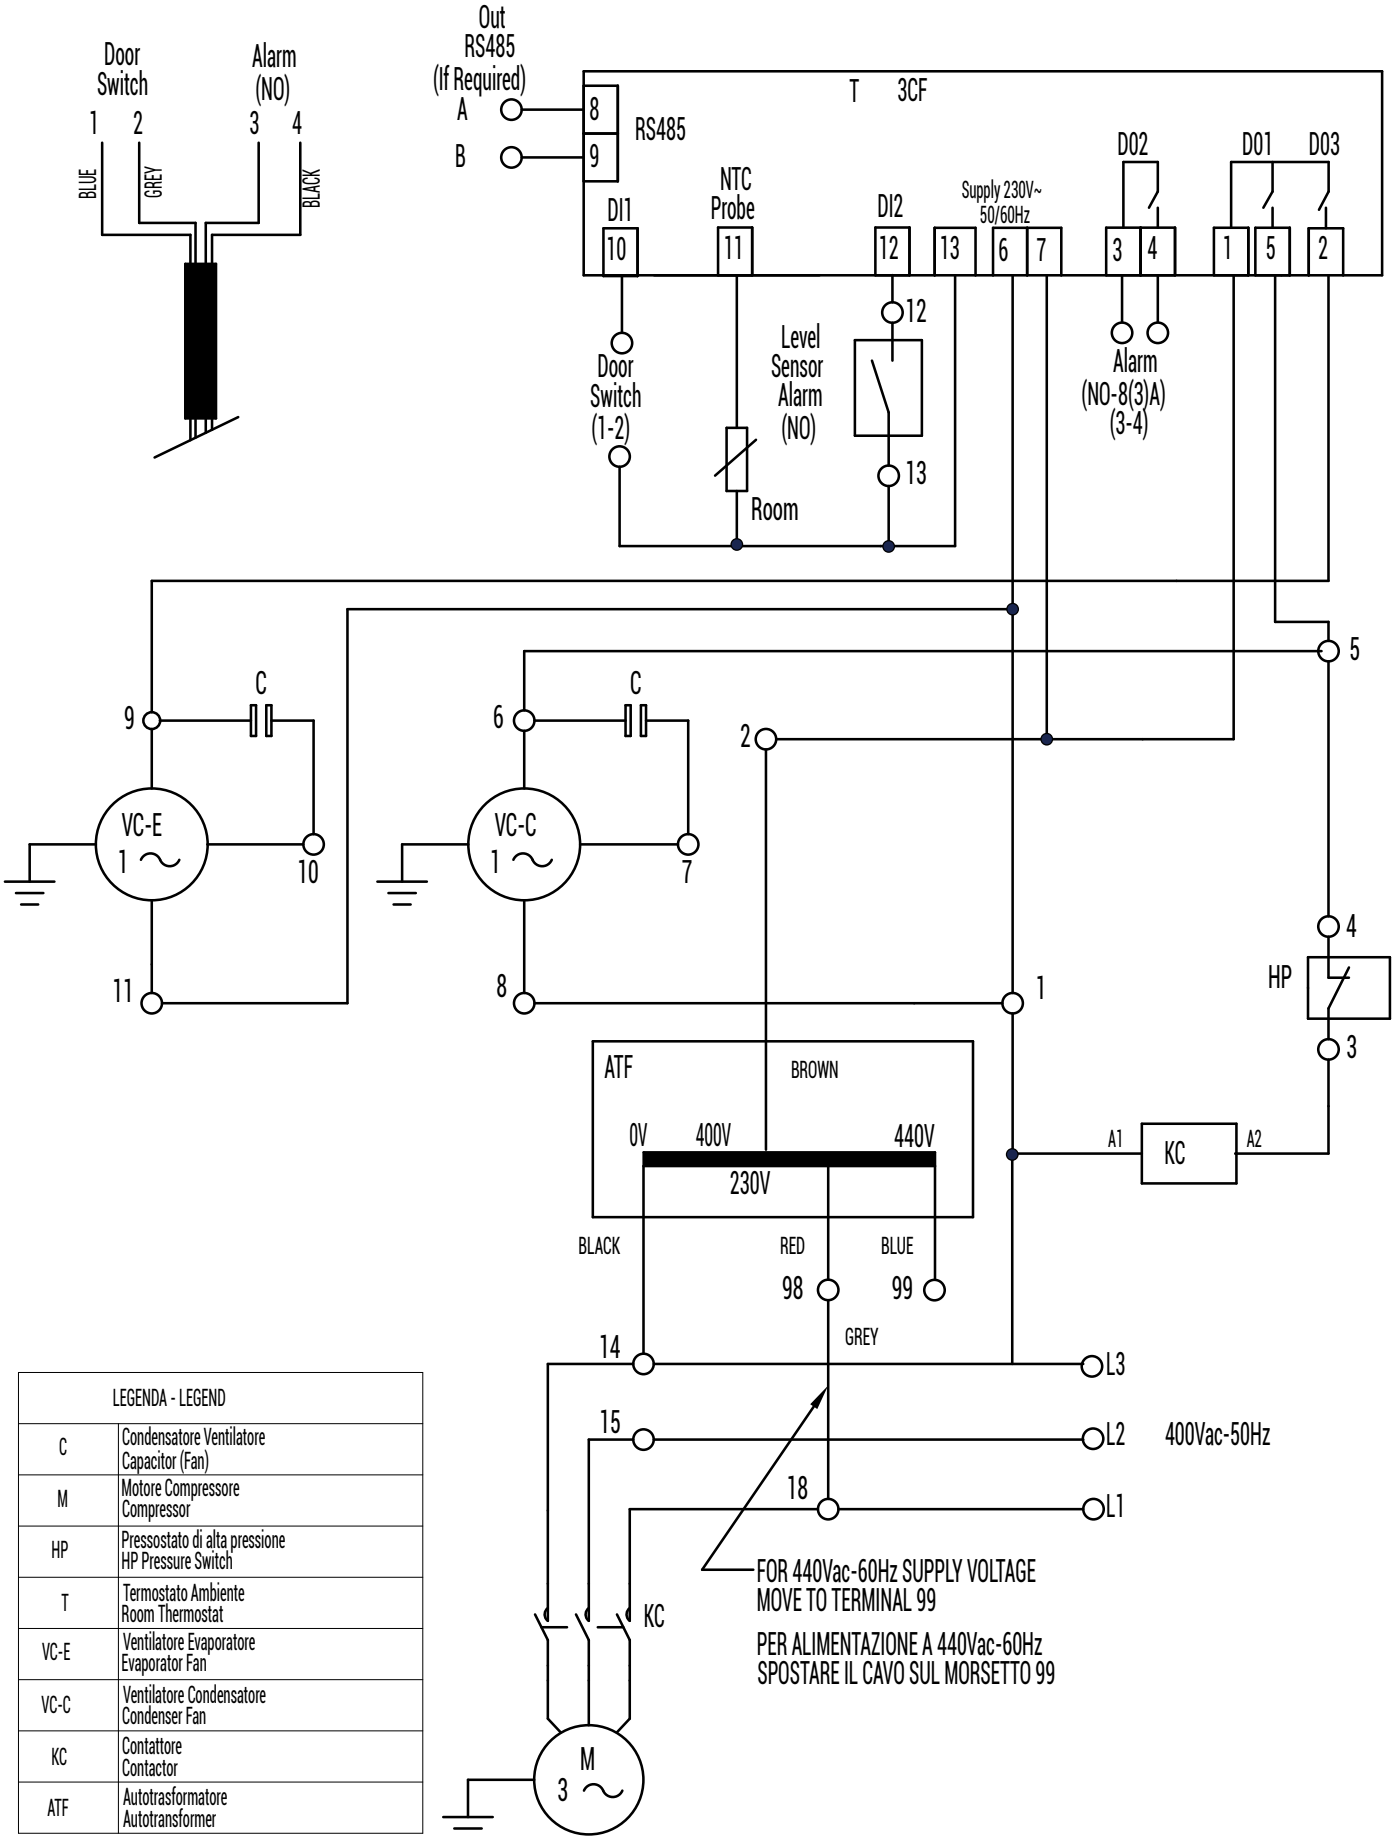 Out
RS485
(If Required)
A
B
Door
Switch
1
2
BLUE
GREY
Alarm
(NO)
3
4
BLACK
T 3CF
8
9
RS485
DI1
10
NTC
Probe
11
DI2
12
13
Supply 230V~
50/60Hz
6
7
DO2
3
4
DO1
DO3
1
5
2
12
Level
Sensor
Alarm
(NO)
13
Door
Switch
(1-2)
Room
Alarm
(NO-8(3)A)
(3-4)
5
9
C
6
C
2
VC-E
1
10
VC-C
1
7
11
8
1
4
HP
3
ATF
BROWN
0V
400V
440V
230V
A1
KC
A2
BLACK
RED
BLUE
98
99
GREY
14
L3
15
L2
400Vac-50Hz
18
L1
FOR 440Vac-60Hz SUPPLY VOLTAGE
MOVE TO TERMINAL 99
PER ALIMENTAZIONE A 440Vac-60Hz
SPOSTARE IL CAVO SUL MORSETTO 99
KC
M
3
LEGENDA - LEGEND
C
Condensatore Ventilatore
Capacitor (Fan)
M
Motore Compressore
Compressor
HP
Pressostato di alta pressione
HP Pressure Switch
T
Termostato Ambiente
Room Thermostat
VC-E
Ventilatore Evaporatore
Evaporator Fan
VC-C
Ventilatore Condensatore
Condenser Fan
KC
Contattore
Contactor
ATF
Autotrasformatore
Autotransformer